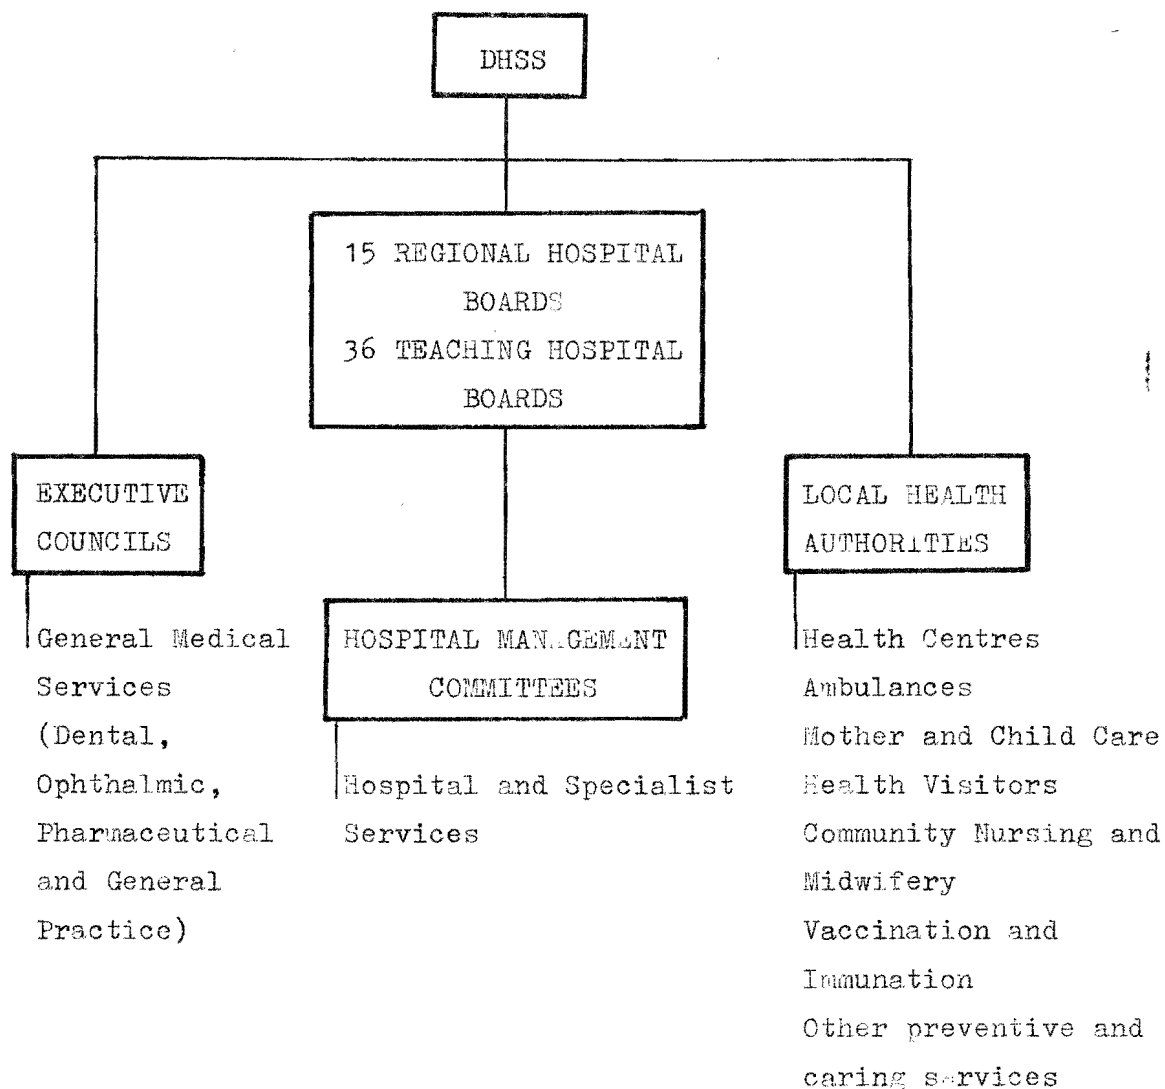 DHSS
15 REGIONAL HOSPITAL
BOARDS
36 TEACHING HOSPITAL
BOARDS
EXECUTIVE
COUNCILS
LOCAL HEALTH
AUTHORITIES
General Medical
Services
(Dental,
Ophthalmic,
Pharmaceutical
and General
Practice)
HOSPITAL MANAGEMENT
COMMITTEES
Hospital and Specialist
Services
Health Centres
Ambulances
Mother and Child Care
Health Visitors
Community Nursing and
Midwifery
Vaccination and
Immunation
Other preventive and
caring services